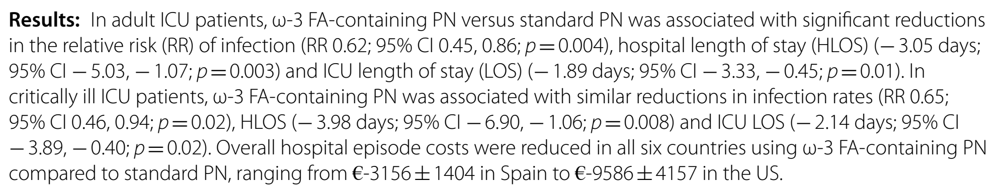 Results: In adult ICU patients, ω-3 FA-containing PN versus standard PN was associated with significant reductions
in the relative risk (RR) of infection (RR 0.62; 95% CI 0.45, 0.86; p = 0.004), hospital length of stay (HLOS) (− 3.05 days;
95% CI − 5.03, − 1.07; p = 0.003) and ICU length of stay (LOS) (− 1.89 days; 95% CI − 3.33, − 0.45; p = 0.01). In
critically ill ICU patients, ω-3 FA-containing PN was associated with similar reductions in infection rates (RR 0.65;
95% CI 0.46, 0.94; p = 0.02), HLOS (− 3.98 days; 95% CI − 6.90, − 1.06; p = 0.008) and ICU LOS (− 2.14 days; 95% CI
− 3.89, − 0.40; p = 0.02). Overall hospital episode costs were reduced in all six countries using ω-3 FA-containing PN
compared to standard PN, ranging from €-3156 ± 1404 in Spain to €-9586 ± 4157 in the US.